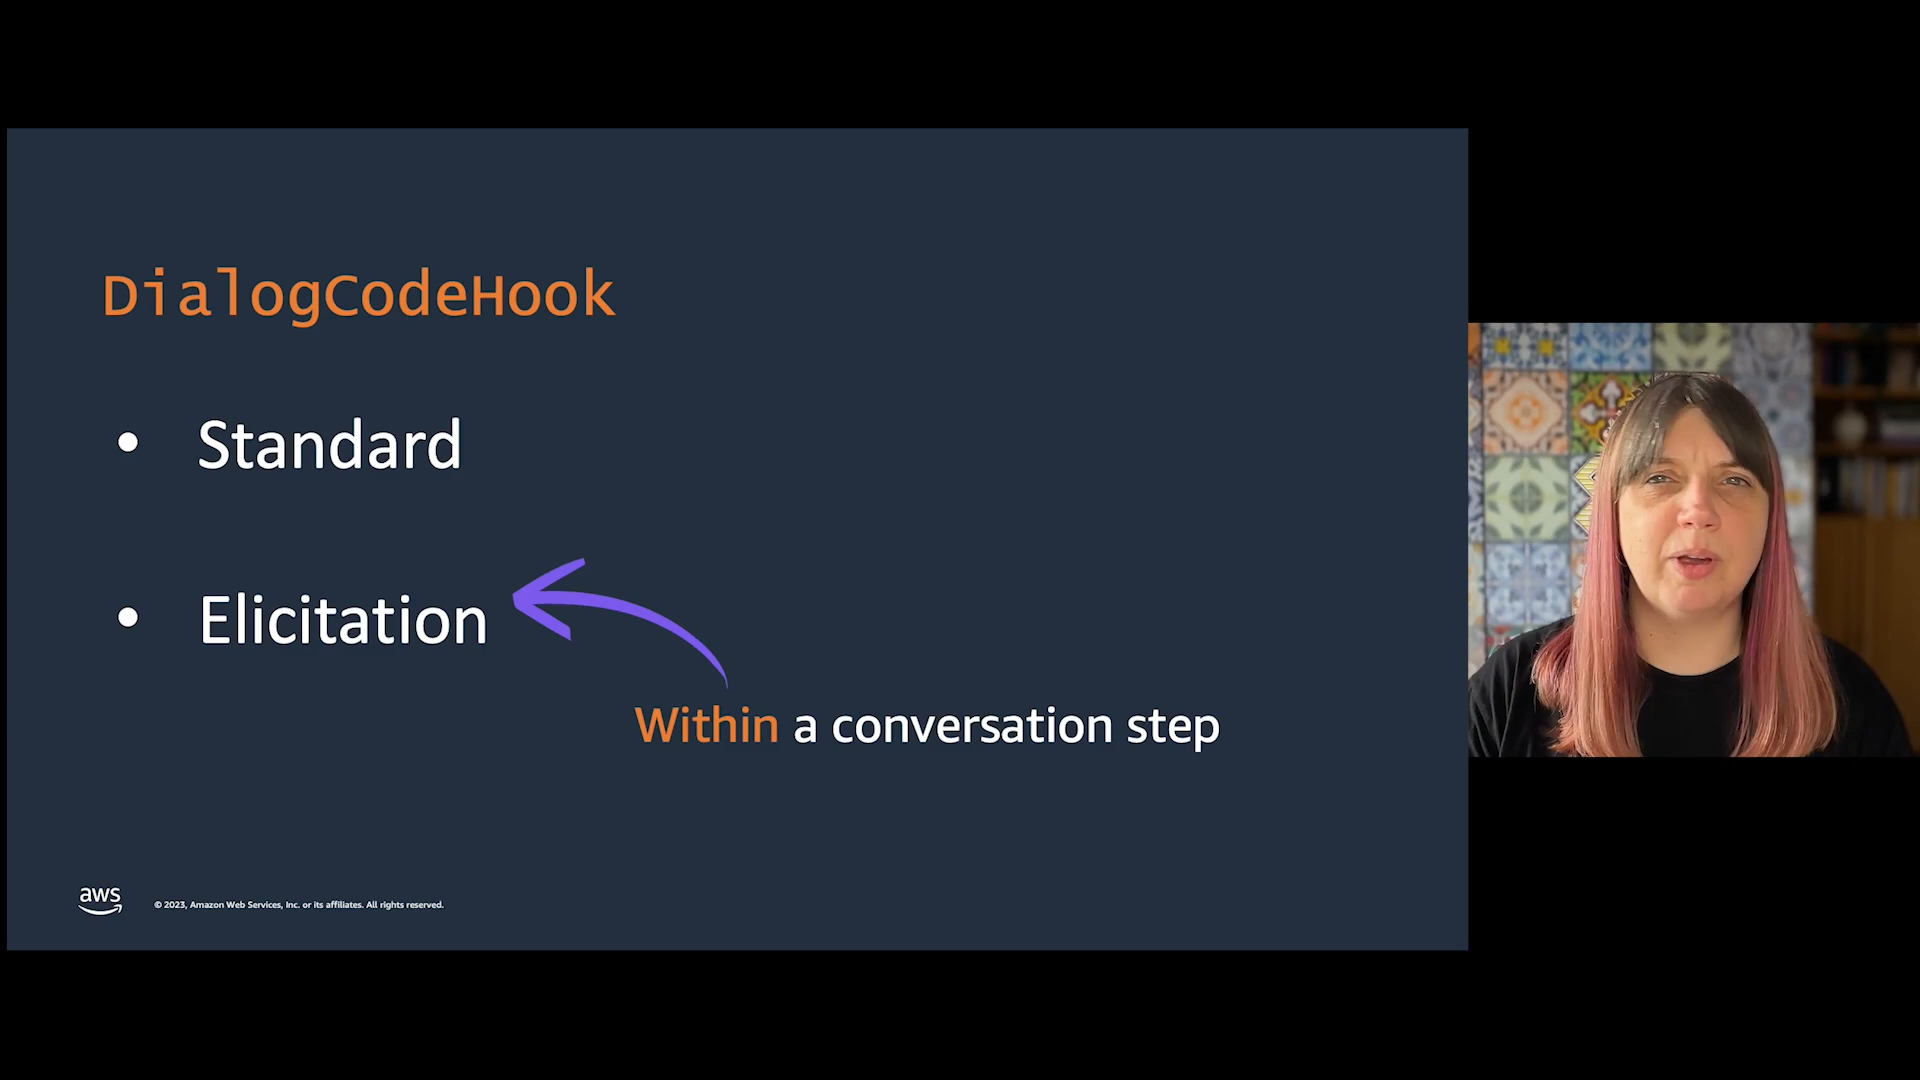 DialogCodeHook
• Standard
• Elicitation
Within a conversation step
aws
© 2023, Amazon Web Services, Inc. or its affiliates. All rights reserved.